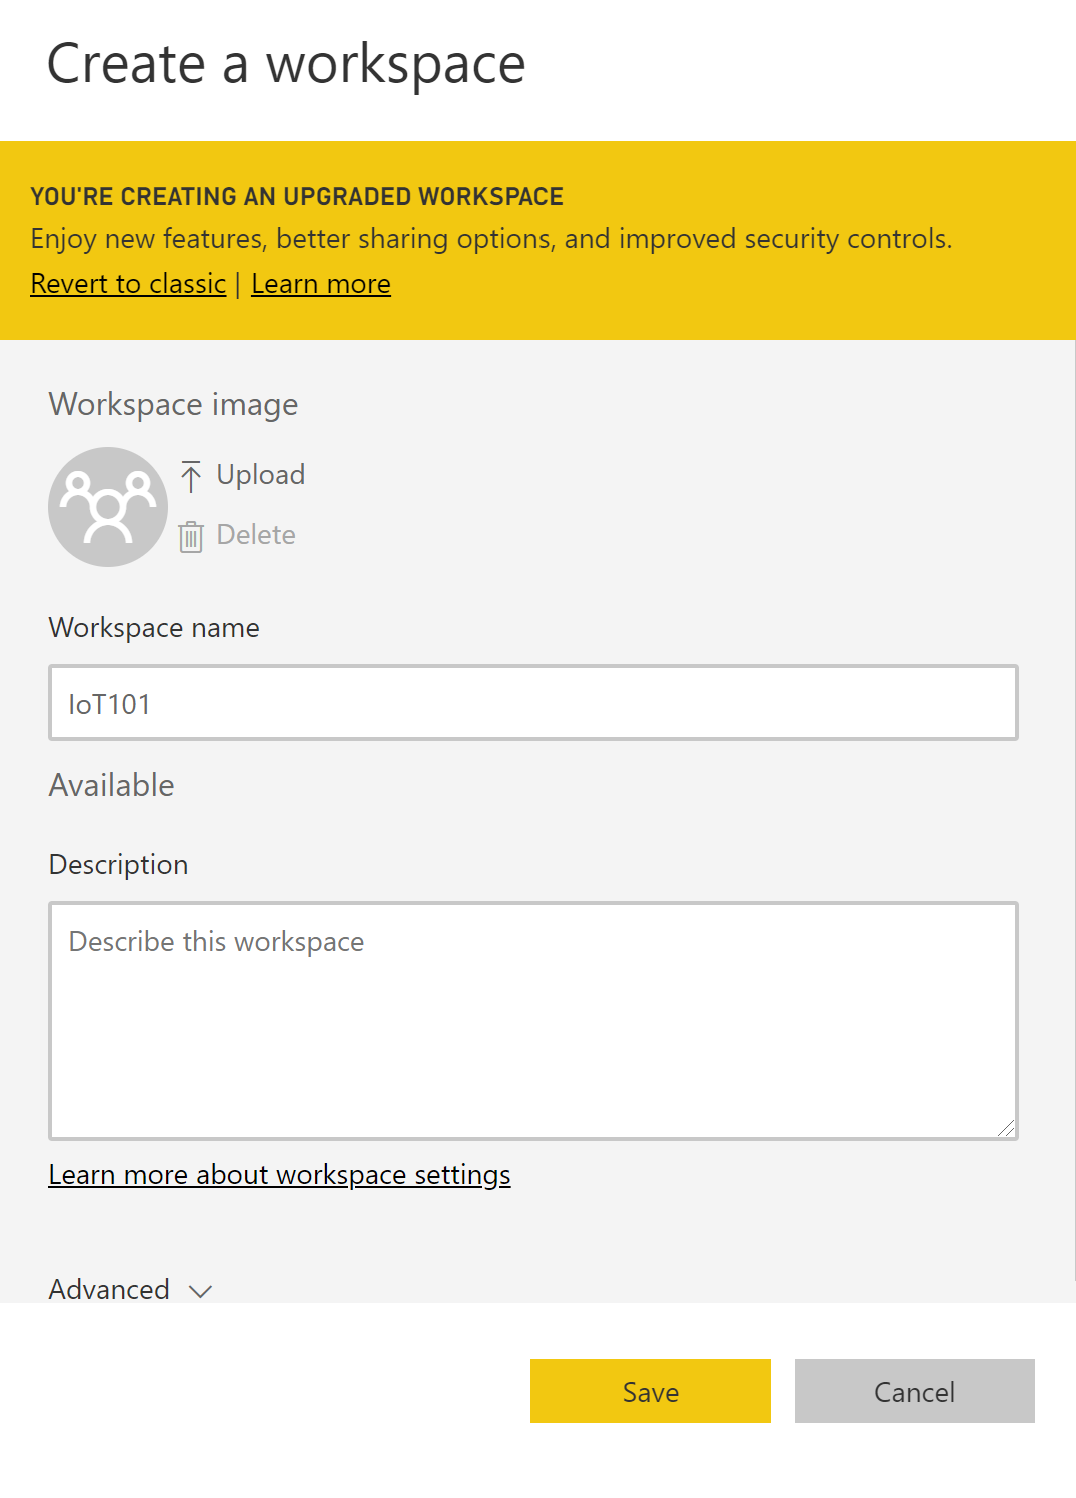 Create a workspace
YOU'RE CREATING AN UPGRADED WORKSPACE
Enjoy new features, better sharing options, and improved security controls.
Revert to classic | Learn more
Workspace image
Upload
Delete
Workspace name
IoT101
Available
Description
Describe this workspace
Learn more about workspace settings
Advanced
Save Cancel